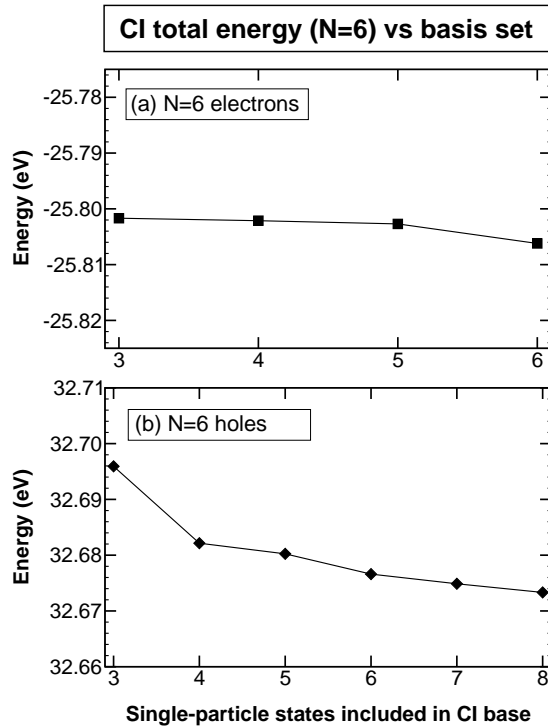 CI total energy (N=6) vs basis set
(a) N=6 electrons
Energy (eV)
-25.78
-25.79
-25.80
-25.81
-25.82
3 4 5 6
(b) N=6 holes
Energy (eV)
32.71
32.70
32.69
32.68
32.67
32.66
3 4 5 6 7 8
Single-particle states included in CI base